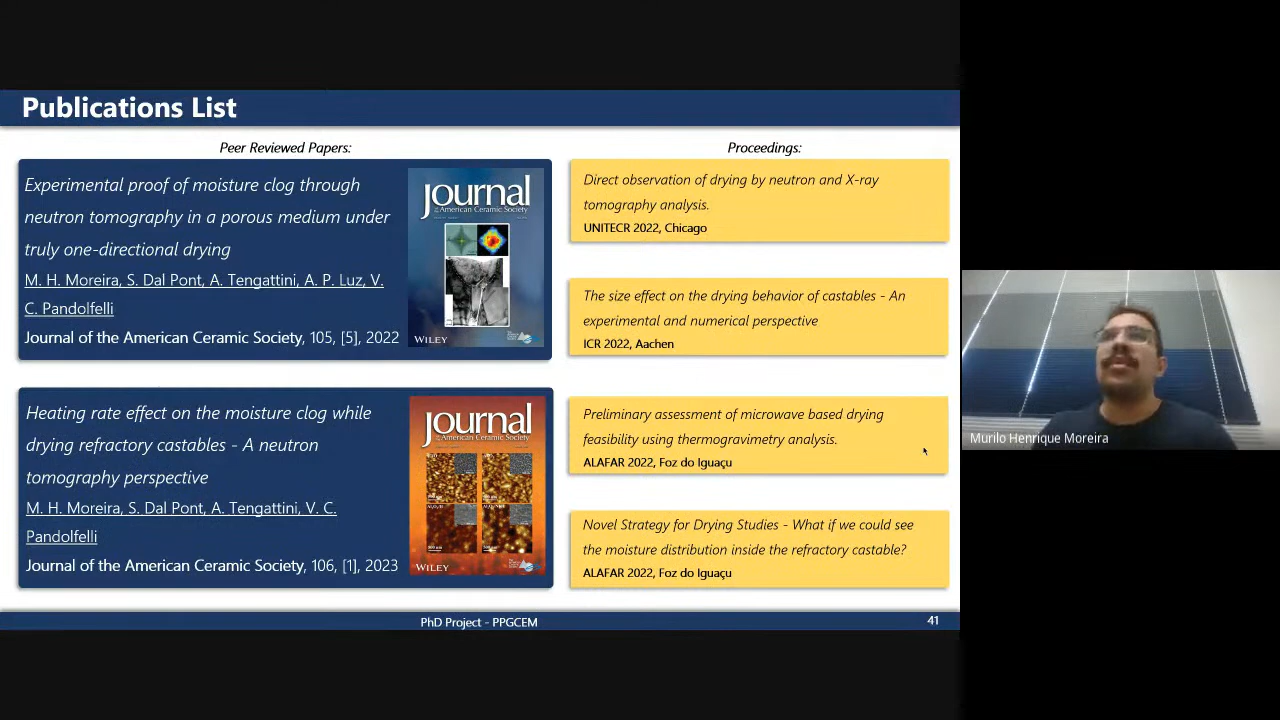 Publications List
Peer Reviewed Papers:
Experimental proof of moisture clog through
neutron tomography in a porous medium under
truly one-directional drying
M. H. Moreira, S. Dal Pont, A. Tengattini, A. P. Luz, V.
C. Pandolfelli
Journal of the American Ceramic Society, 105, [5], 2022
Journal
of the American Ceramic Society
WILEY
Heating rate effect on the moisture clog while
drying refractory castables - A neutron
tomography perspective
M. H. Moreira, S. Dal Pont, A. Tengattini, V. C.
Pandolfelli
Journal of the American Ceramic Society, 106, [1], 2023
Journal
of the American Ceramic Society
WILEY
Proceedings:
Direct observation of drying by neutron and X-ray
tomography analysis.
UNITECR 2022, Chicago
The size effect on the drying behavior of castables - An
experimental and numerical perspective
ICR 2022, Aachen
Preliminary assessment of microwave based drying
feasibility using thermogravimetry analysis.
ALAFAR 2022, Foz do Iguaçu
Novel Strategy for Drying Studies - What if we could see
the moisture distribution inside the refractory castable?
ALAFAR 2022, Foz do Iguaçu
PhD Project - PPGCEM
41
Murilo Henrique Moreira